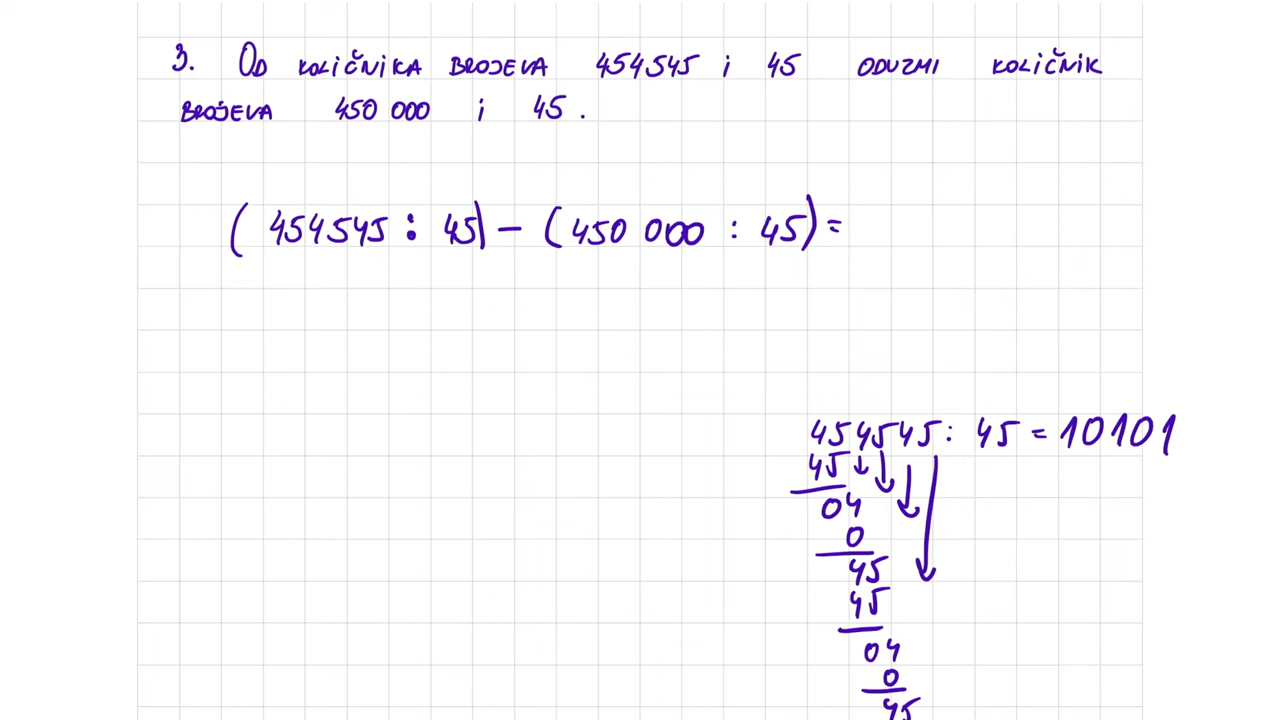 3. OD KOLIČNIKA BROJEVA 454545 i 45 ODUZMI KOLIČNIK
BROJEVA 450 000 i 45.
(454545 : 45) - (450 000 : 45) =
454545 : 45 = 10101
45
04
0
45
45
04
0
45